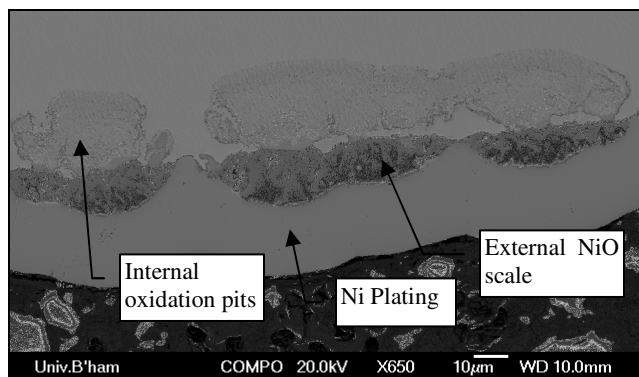 Internal
oxidation pits
Ni Plating
External NiO
scale
Univ.B'ham COMPO 20.0kV X650 10µm WD 10.0mm